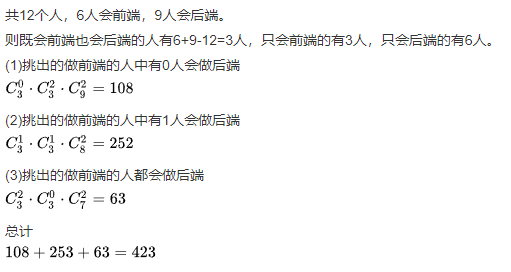 共12个人，6人会前端，9人会后端。
则既会前端也会后端的人有6+9-12=3人，只会前端的有3人，只会后端的有6人。
(1)挑出的做前端的人中有0人会做后端
$C_3^0 \cdot C_3^2 \cdot C_9^2 = 108$
(2)挑出的做前端的人中有1人会做后端
$C_3^1 \cdot C_3^1 \cdot C_8^2 = 252$
(3)挑出的做前端的人都会做后端
$C_3^2 \cdot C_3^0 \cdot C_7^2 = 63$
总计
$108 + 253 + 63 = 423$